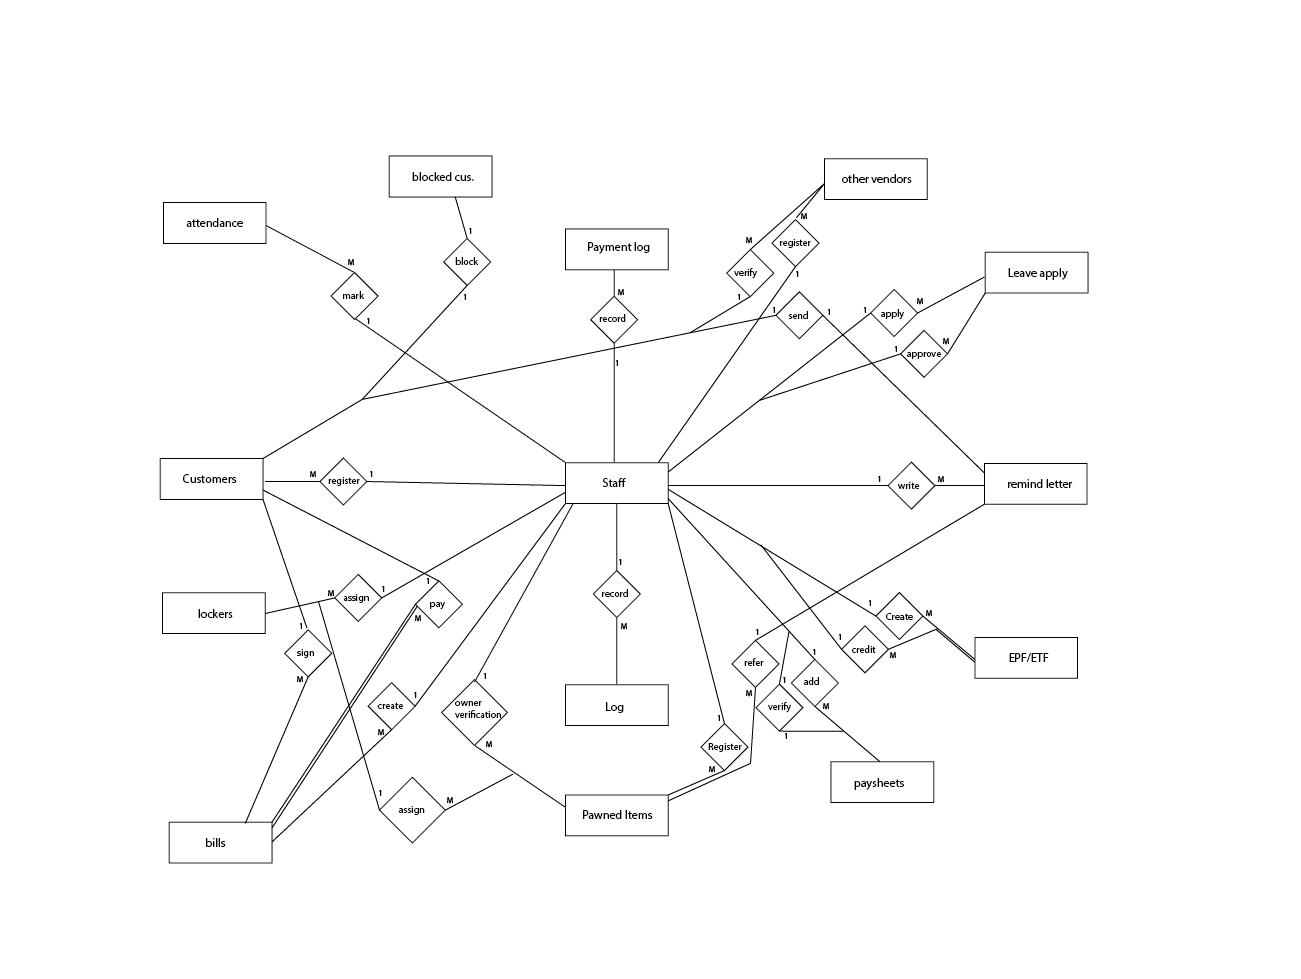 blocked cus.
other vendors
attendance
M
1
Payment log
register
block
M
verify
M
1
Leave apply
1
1
mark
M
M
1
1
send
1
1
apply
record
1
1
approve
M
1
Customers
M
register
1
Staff
1
write
M
remind letter
1
M
assign
1
1
pay
M
lockers
record
M
1
Create
M
1
sign
M
1
refer
M
1
credit
M
EPF/ETF
1
add
M
1
verify
1
1
create
M
1
owner
verification
M
Log
1
Register
M
paysheets
1
assign
M
Pawned Items
bills